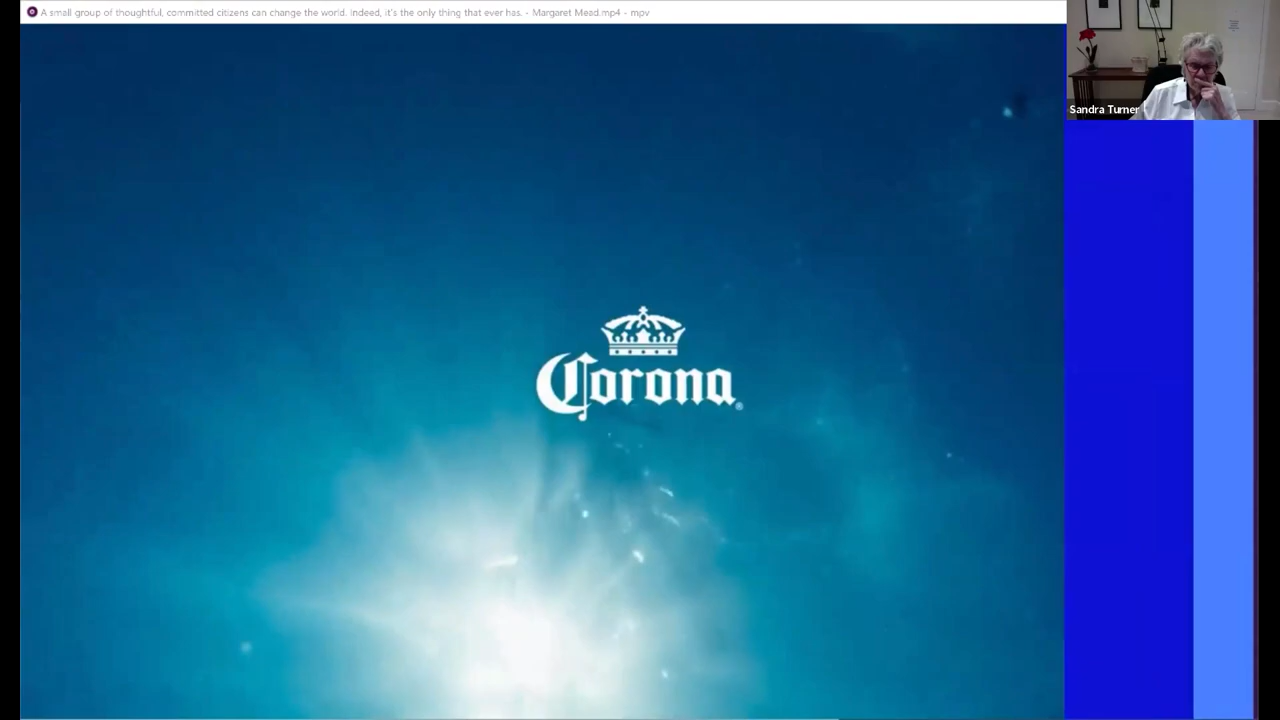 A small group of thoughtful, committed citizens can change the world. Indeed, it's the only thing that ever has. - Margaret Mead.mp4 - mpv
Sandra Turner
Corona®